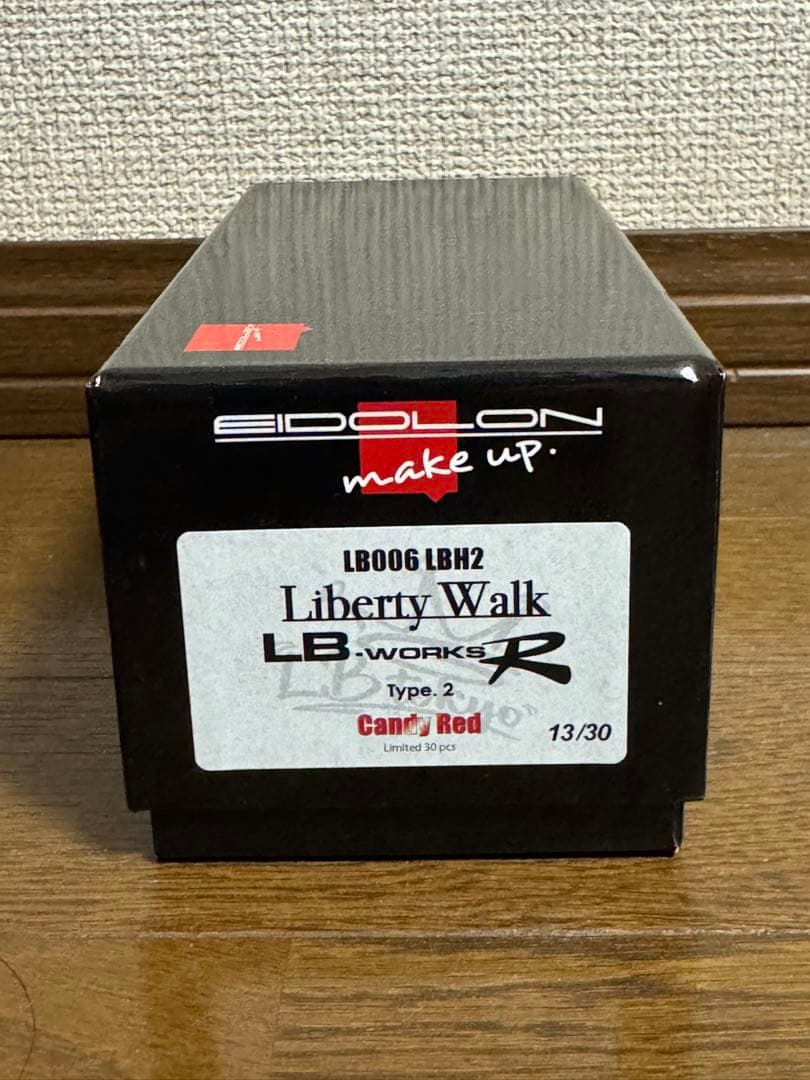 EIDOLON
make up.
LB006 LBH2
Liberty Walk
LB-WORKS R
Type. 2
Candy Red
Limited 30 pcs
13/30